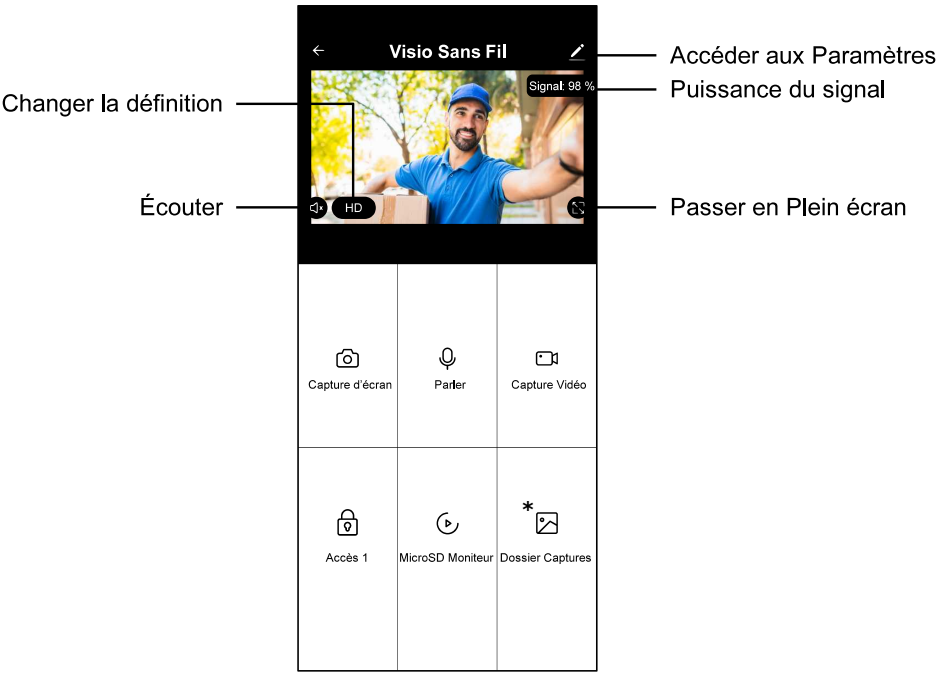 Visio Sans Fil
Accéder aux Paramètres
Signal: 98 %
Puissance du signal
Changer la définition
Écouter
HD
Passer en Plein écran
Capture d'écran
Parler
Capture Vidéo
*
Accès 1
MicroSD Moniteur
Dossier Captures